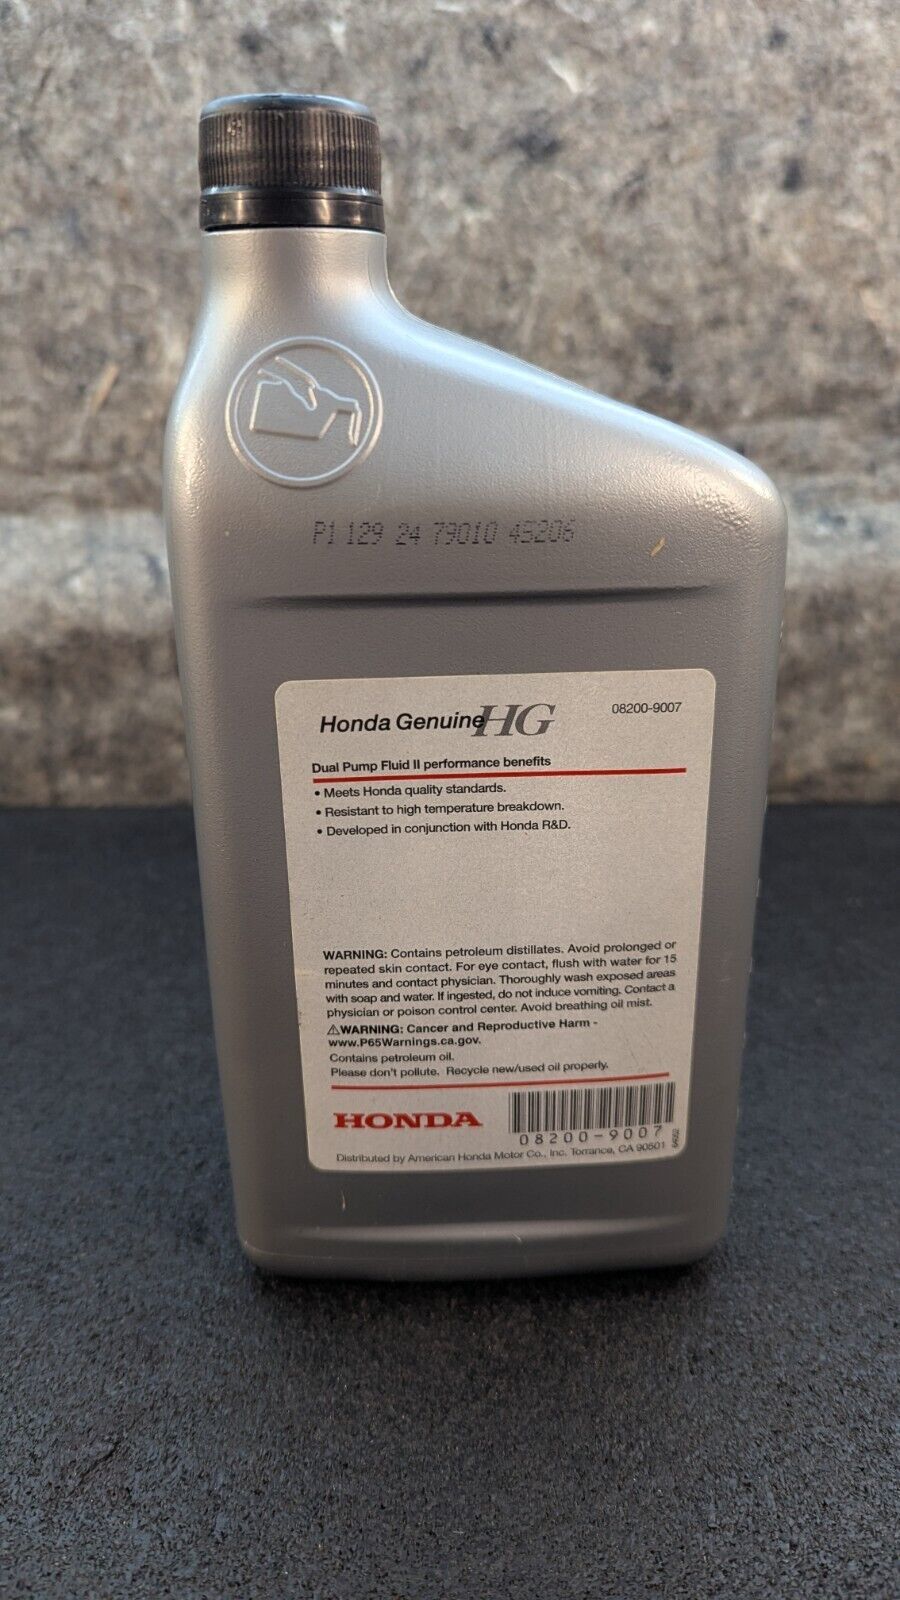 P1 129 24 79010 45206
Honda Genuine HG 08200-9007
Dual Pump Fluid II performance benefits
• Meets Honda quality standards.
• Resistant to high temperature breakdown.
• Developed in conjunction with Honda R&D.
WARNING: Contains petroleum distillates. Avoid prolonged or
repeated skin contact. For eye contact, flush with water for 15
minutes and contact physician. Thoroughly wash exposed areas
with soap and water. If ingested, do not induce vomiting. Contact a
physician or poison control center. Avoid breathing oil mist.
⚠WARNING: Cancer and Reproductive Harm -
www.P65Warnings.ca.gov.
Contains petroleum oil.
Please don't pollute. Recycle new/used oil properly.
HONDA
08200-9007
Distributed by American Honda Motor Co., Inc. Torrance, CA 90501